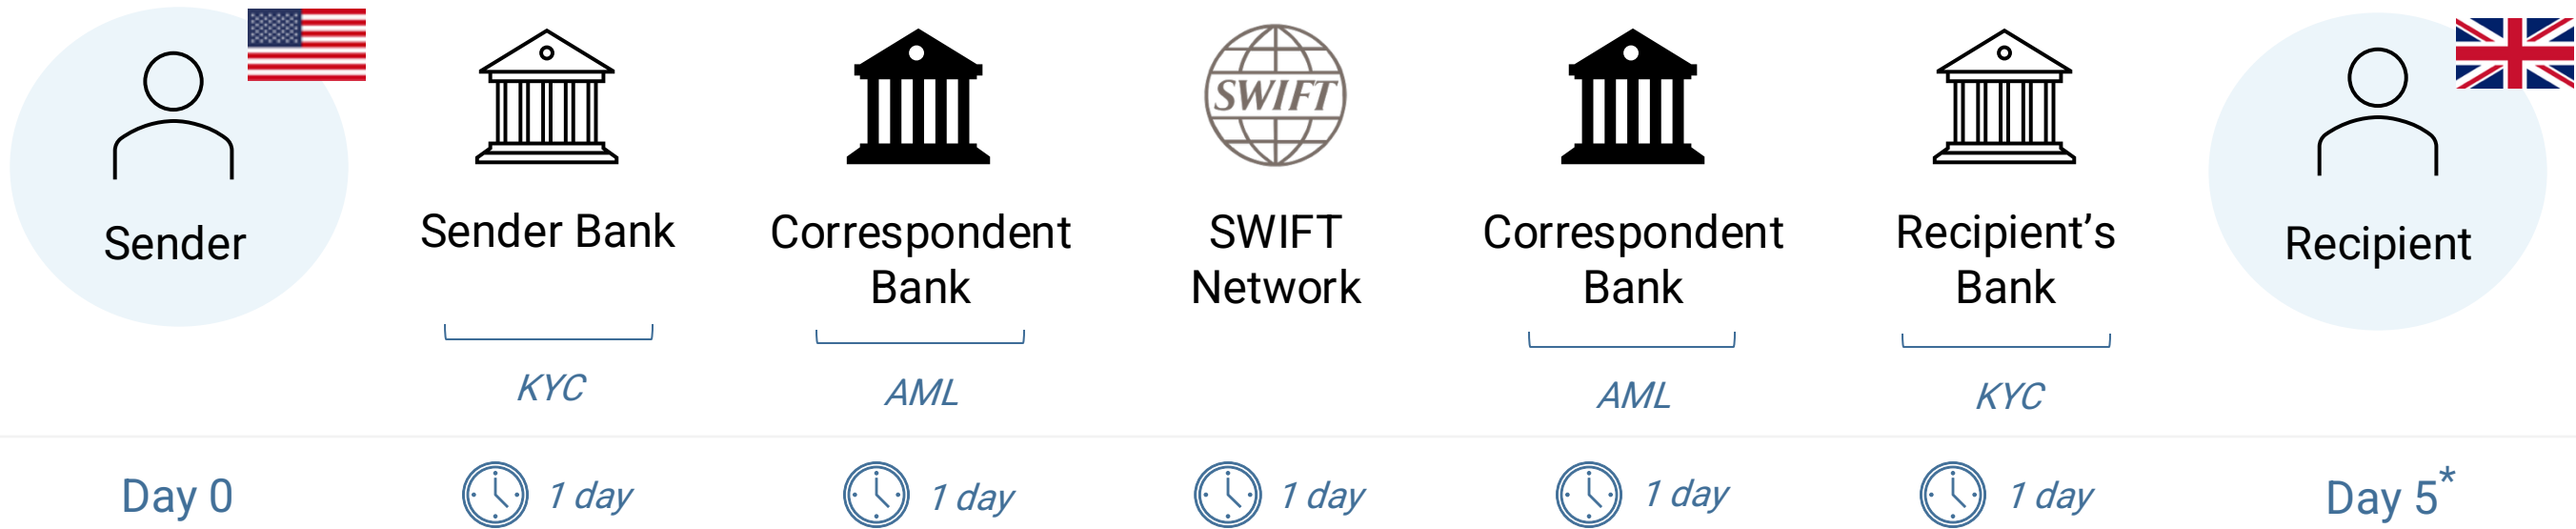 SWIFT
Sender
Sender Bank
Correspondent
Bank
SWIFT
Network
Correspondent
Bank
Recipient’s
Bank
Recipient
KYC
AML
AML
KYC
Day 0
1 day
1 day
1 day
1 day
1 day
Day 5*